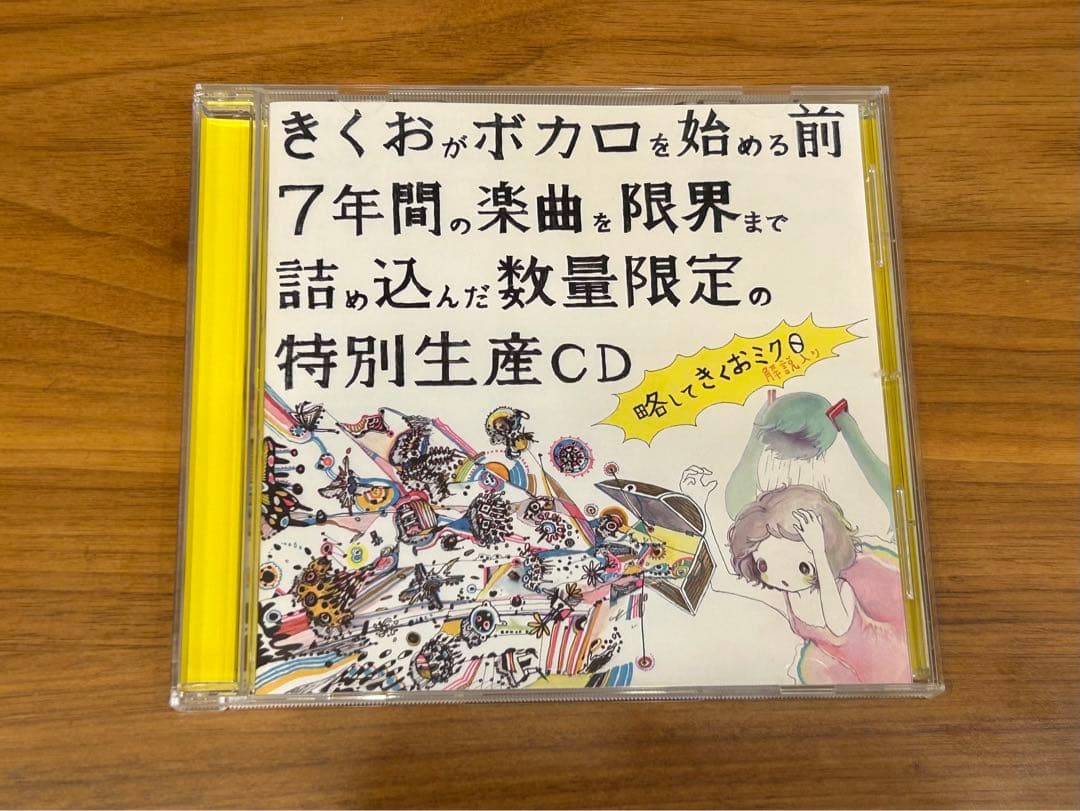 きくおがボカロを始める前
7年間の楽曲を限界まで
詰め込んだ数量限定の
特別生産CD
略してきくおミク0
解説入り